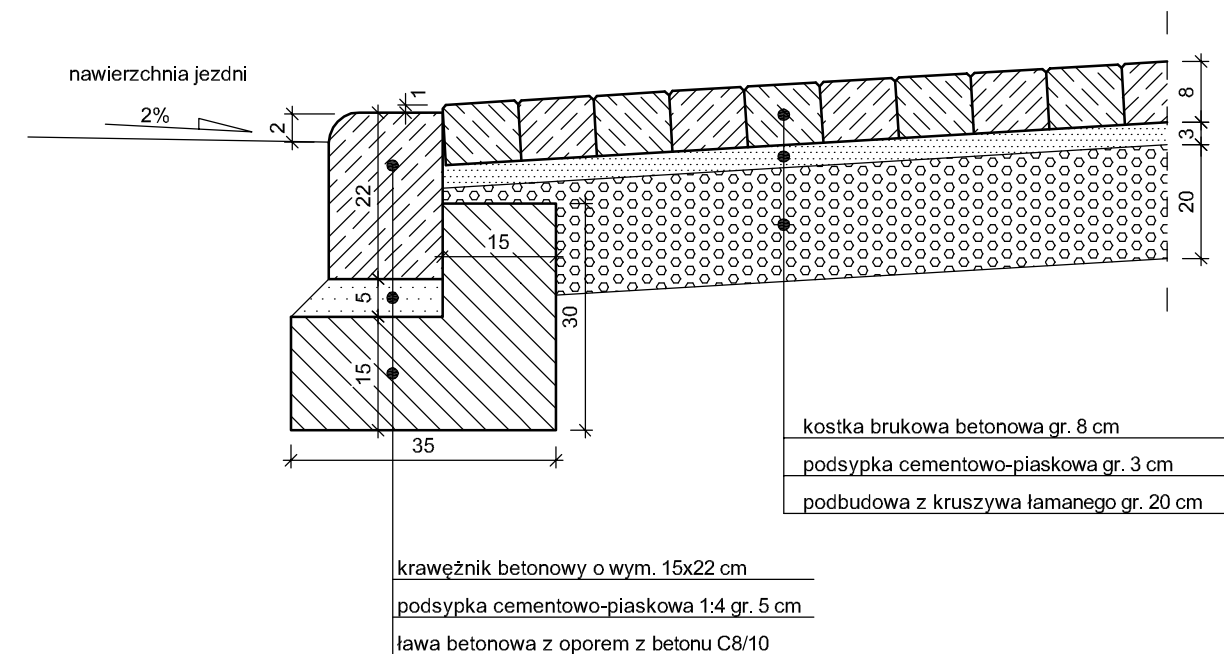 nawierzchnia jezdni
2%
2
1
22
5
15
15
30
35
8
3
20
kostka brukowa betonowa gr. 8 cm
podsypka cementowo-piaskowa gr. 3 cm
podbudowa z kruszywa łamanego gr. 20 cm
krawężnik betonowy o wym. 15x22 cm
podsypka cementowo-piaskowa 1:4 gr. 5 cm
ława betonowa z oporem z betonu C8/10